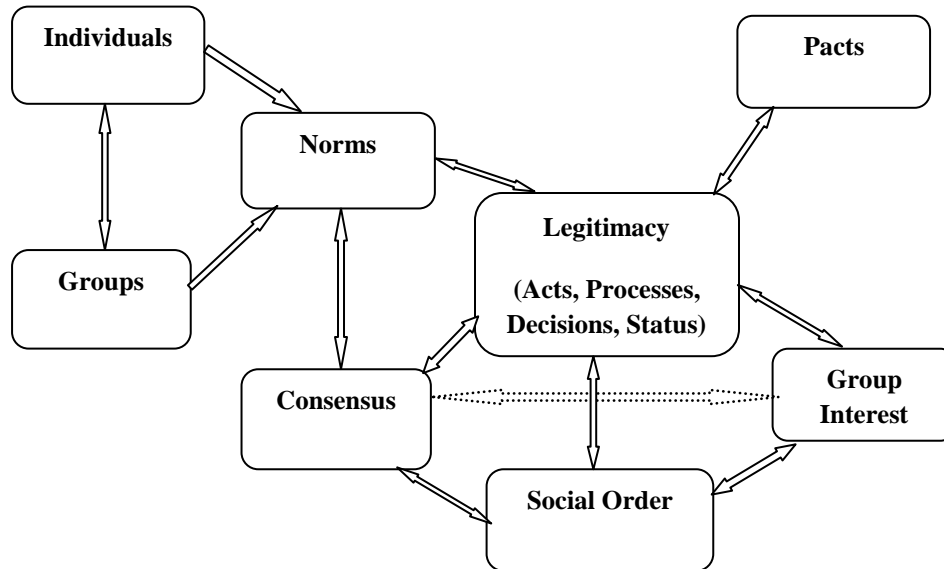 Individuals
Pacts
Norms
Legitimacy
(Acts, Processes,
Decisions, Status)
Groups
Consensus
Group
Interest
Social Order